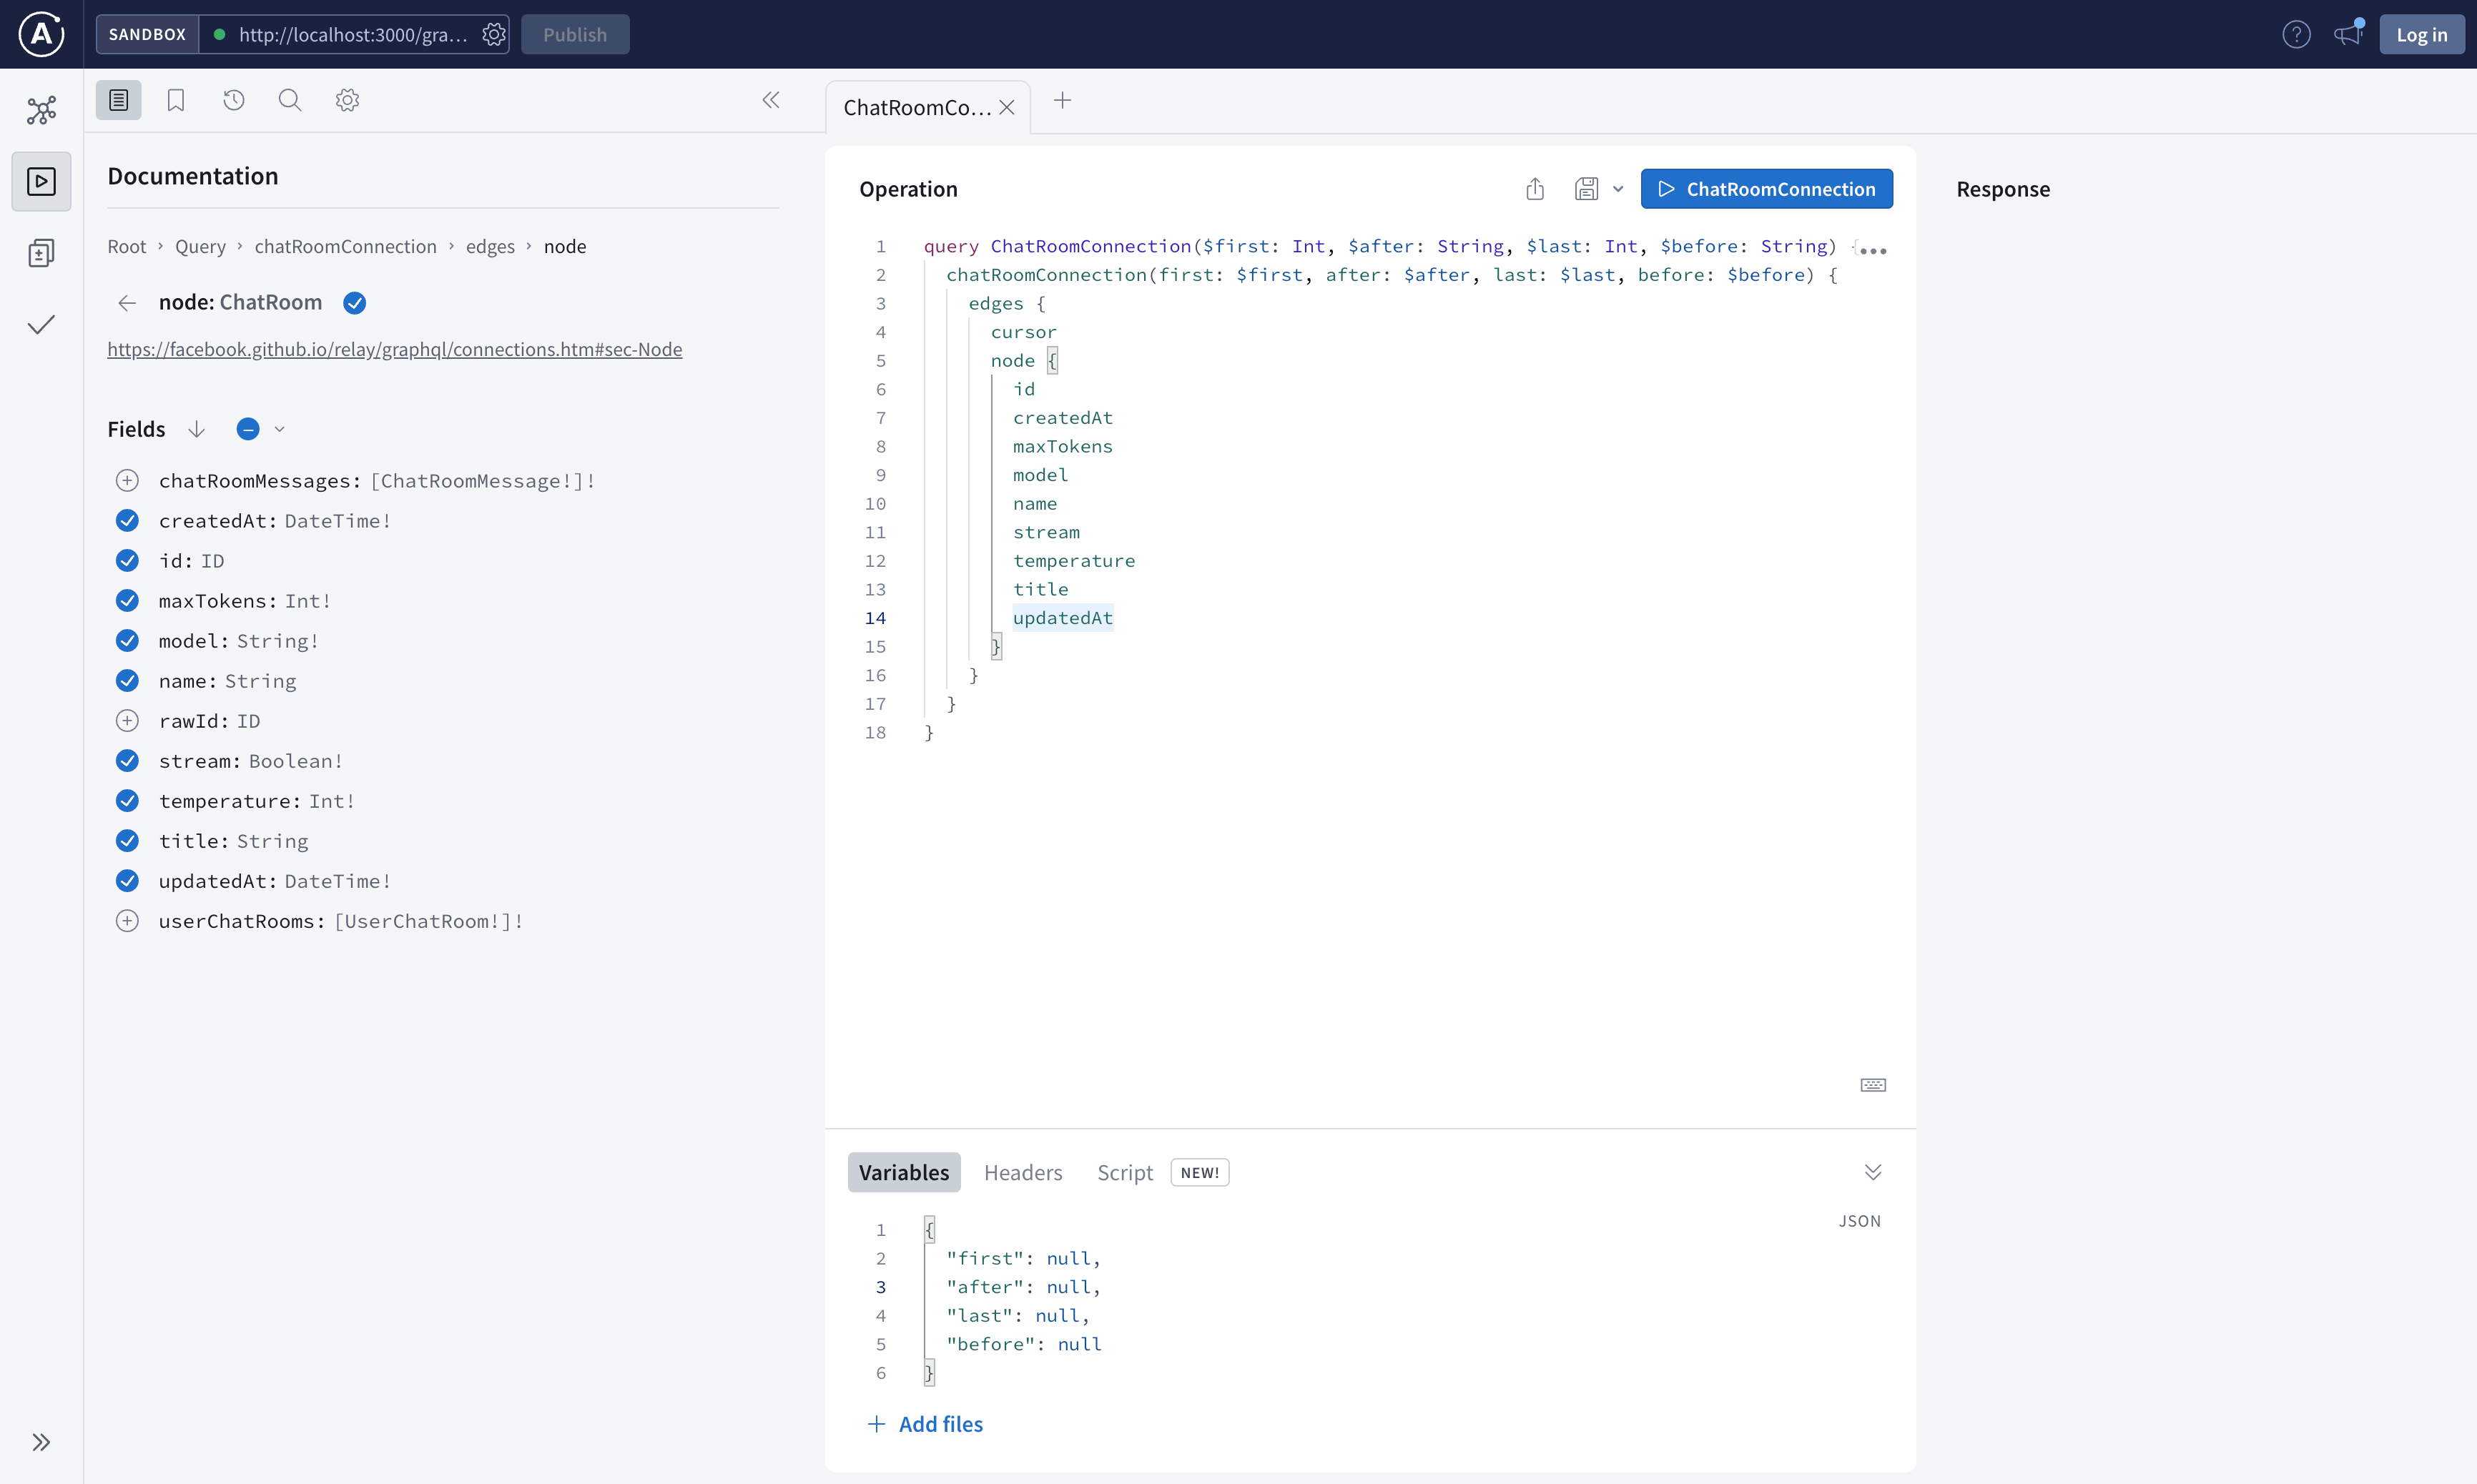 SANDBOX
http://localhost:3000/gra...
Publish
Log in
Documentation
Root › Query › chatRoomConnection › edges › node
node: ChatRoom
https://facebook.github.io/relay/graphql/connections.htm#sec-Node
Fields
chatRoomMessages: [ChatRoomMessage!]!
createdAt: DateTime!
id: ID
maxTokens: Int!
model: String!
name: String
rawId: ID
stream: Boolean!
temperature: Int!
title: String
updatedAt: DateTime!
userChatRooms: [UserChatRoom!]!
ChatRoomCo...
Operation
ChatRoomConnection
1 query ChatRoomConnection($first: Int, $after: String, $last: Int, $before: String) {
2 chatRoomConnection(first: $first, after: $after, last: $last, before: $before) {
3 edges {
4 cursor
5 node {
6 id
7 createdAt
8 maxTokens
9 model
10 name
11 stream
12 temperature
13 title
14 updatedAt
15 }
16 }
17 }
18 }
Variables
Headers
Script
NEW!
JSON
1 {
2 "first": null,
3 "after": null,
4 "last": null,
5 "before": null
6 }
Add files
Response